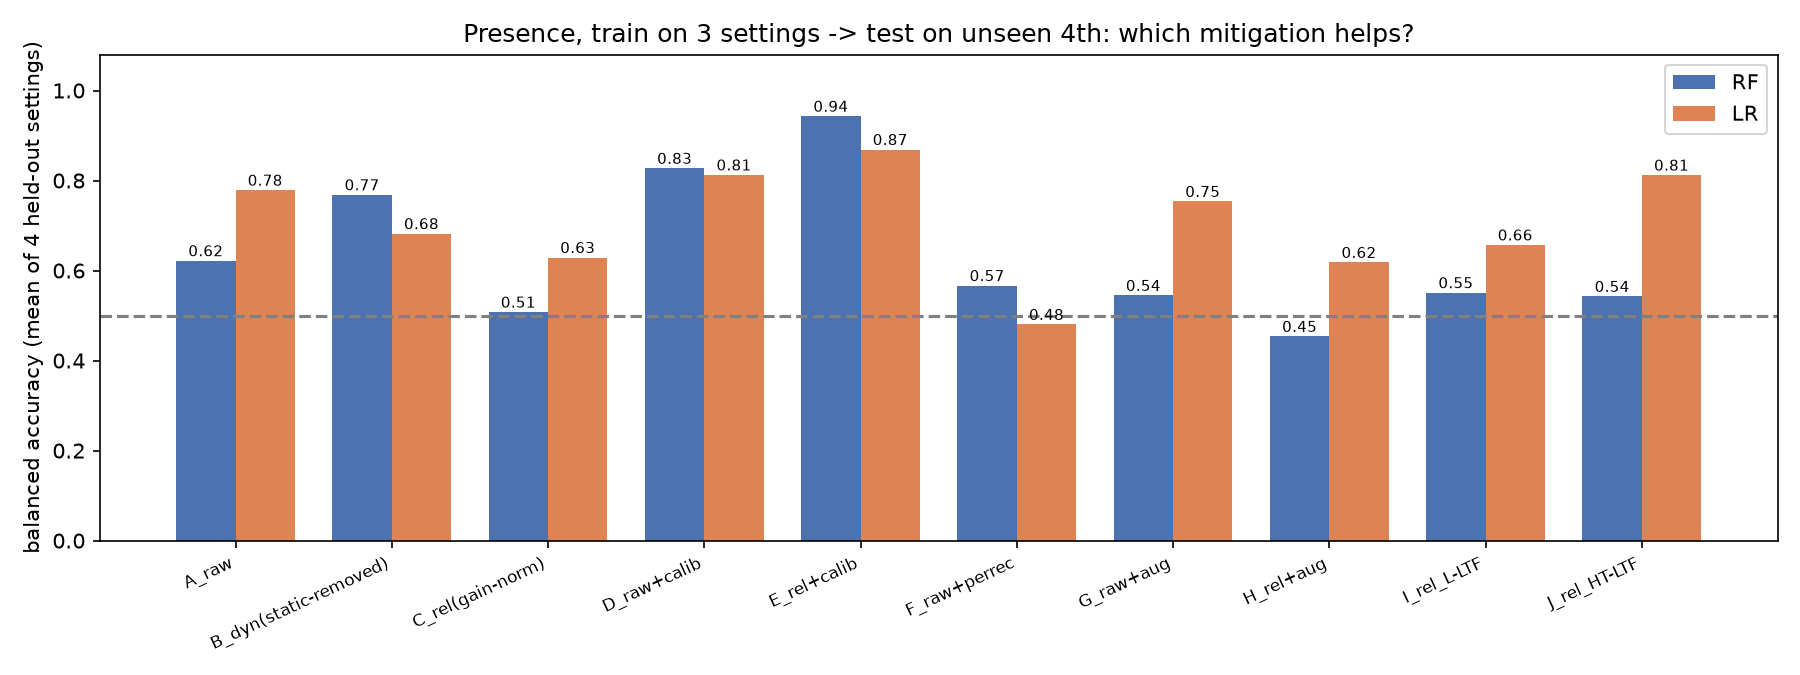 Presence, train on 3 settings -> test on unseen 4th: which mitigation helps?
balanced accuracy (mean of 4 held-out settings)
1.0
0.8
0.6
0.4
0.2
0.0
RF
LR
0.62
0.78
0.77
0.68
0.51
0.63
0.83
0.81
0.94
0.87
0.57
0.48
0.54
0.75
0.45
0.62
0.55
0.66
0.54
0.81
A_raw
B_dyn(static-removed)
C_rel(gain-norm)
D_raw+calib
E_rel+calib
F_raw+perrec
G_raw+aug
H_rel+aug
I_rel_L-LTF
J_rel_HT-LTF